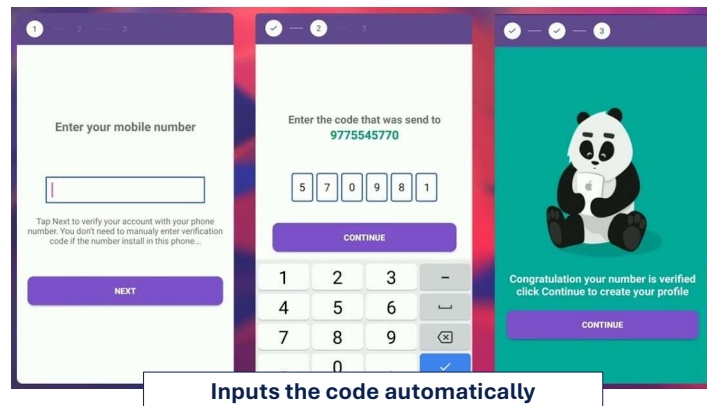 1 2 3
Enter your mobile number
Tap Next to verify your account with your phone
number. You don't need to manualy enter verification
code if the number install in this phone...
NEXT
2 3
Enter the code that was send to
9775545770
5 7 0 9 8 1
CONTINUE
1 2 3 -
4 5 6
7 8 9
0
3
Congratulation your number is verified
click Continue to create your profile
CONTINUE
Inputs the code automatically